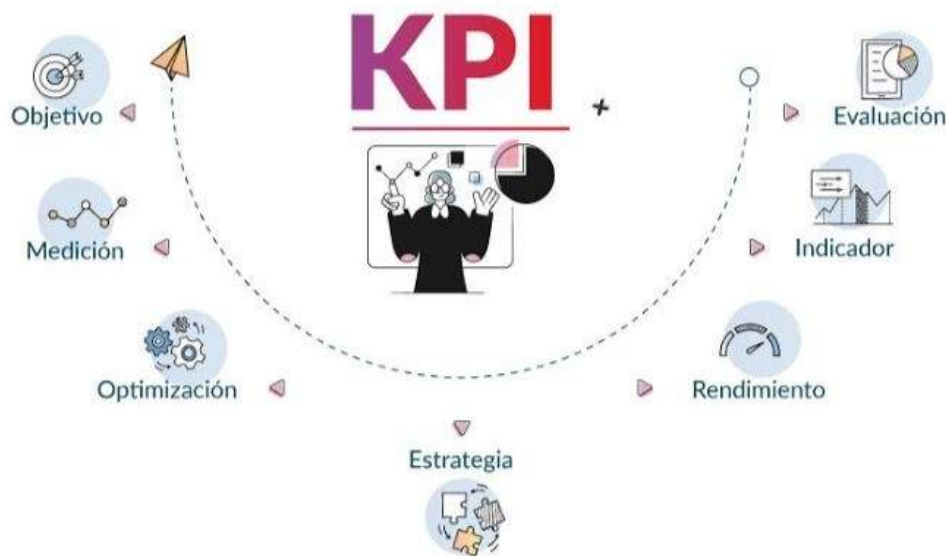 KPI
Objetivo
Medición
Optimización
Estrategia
Rendimiento
Indicador
Evaluación